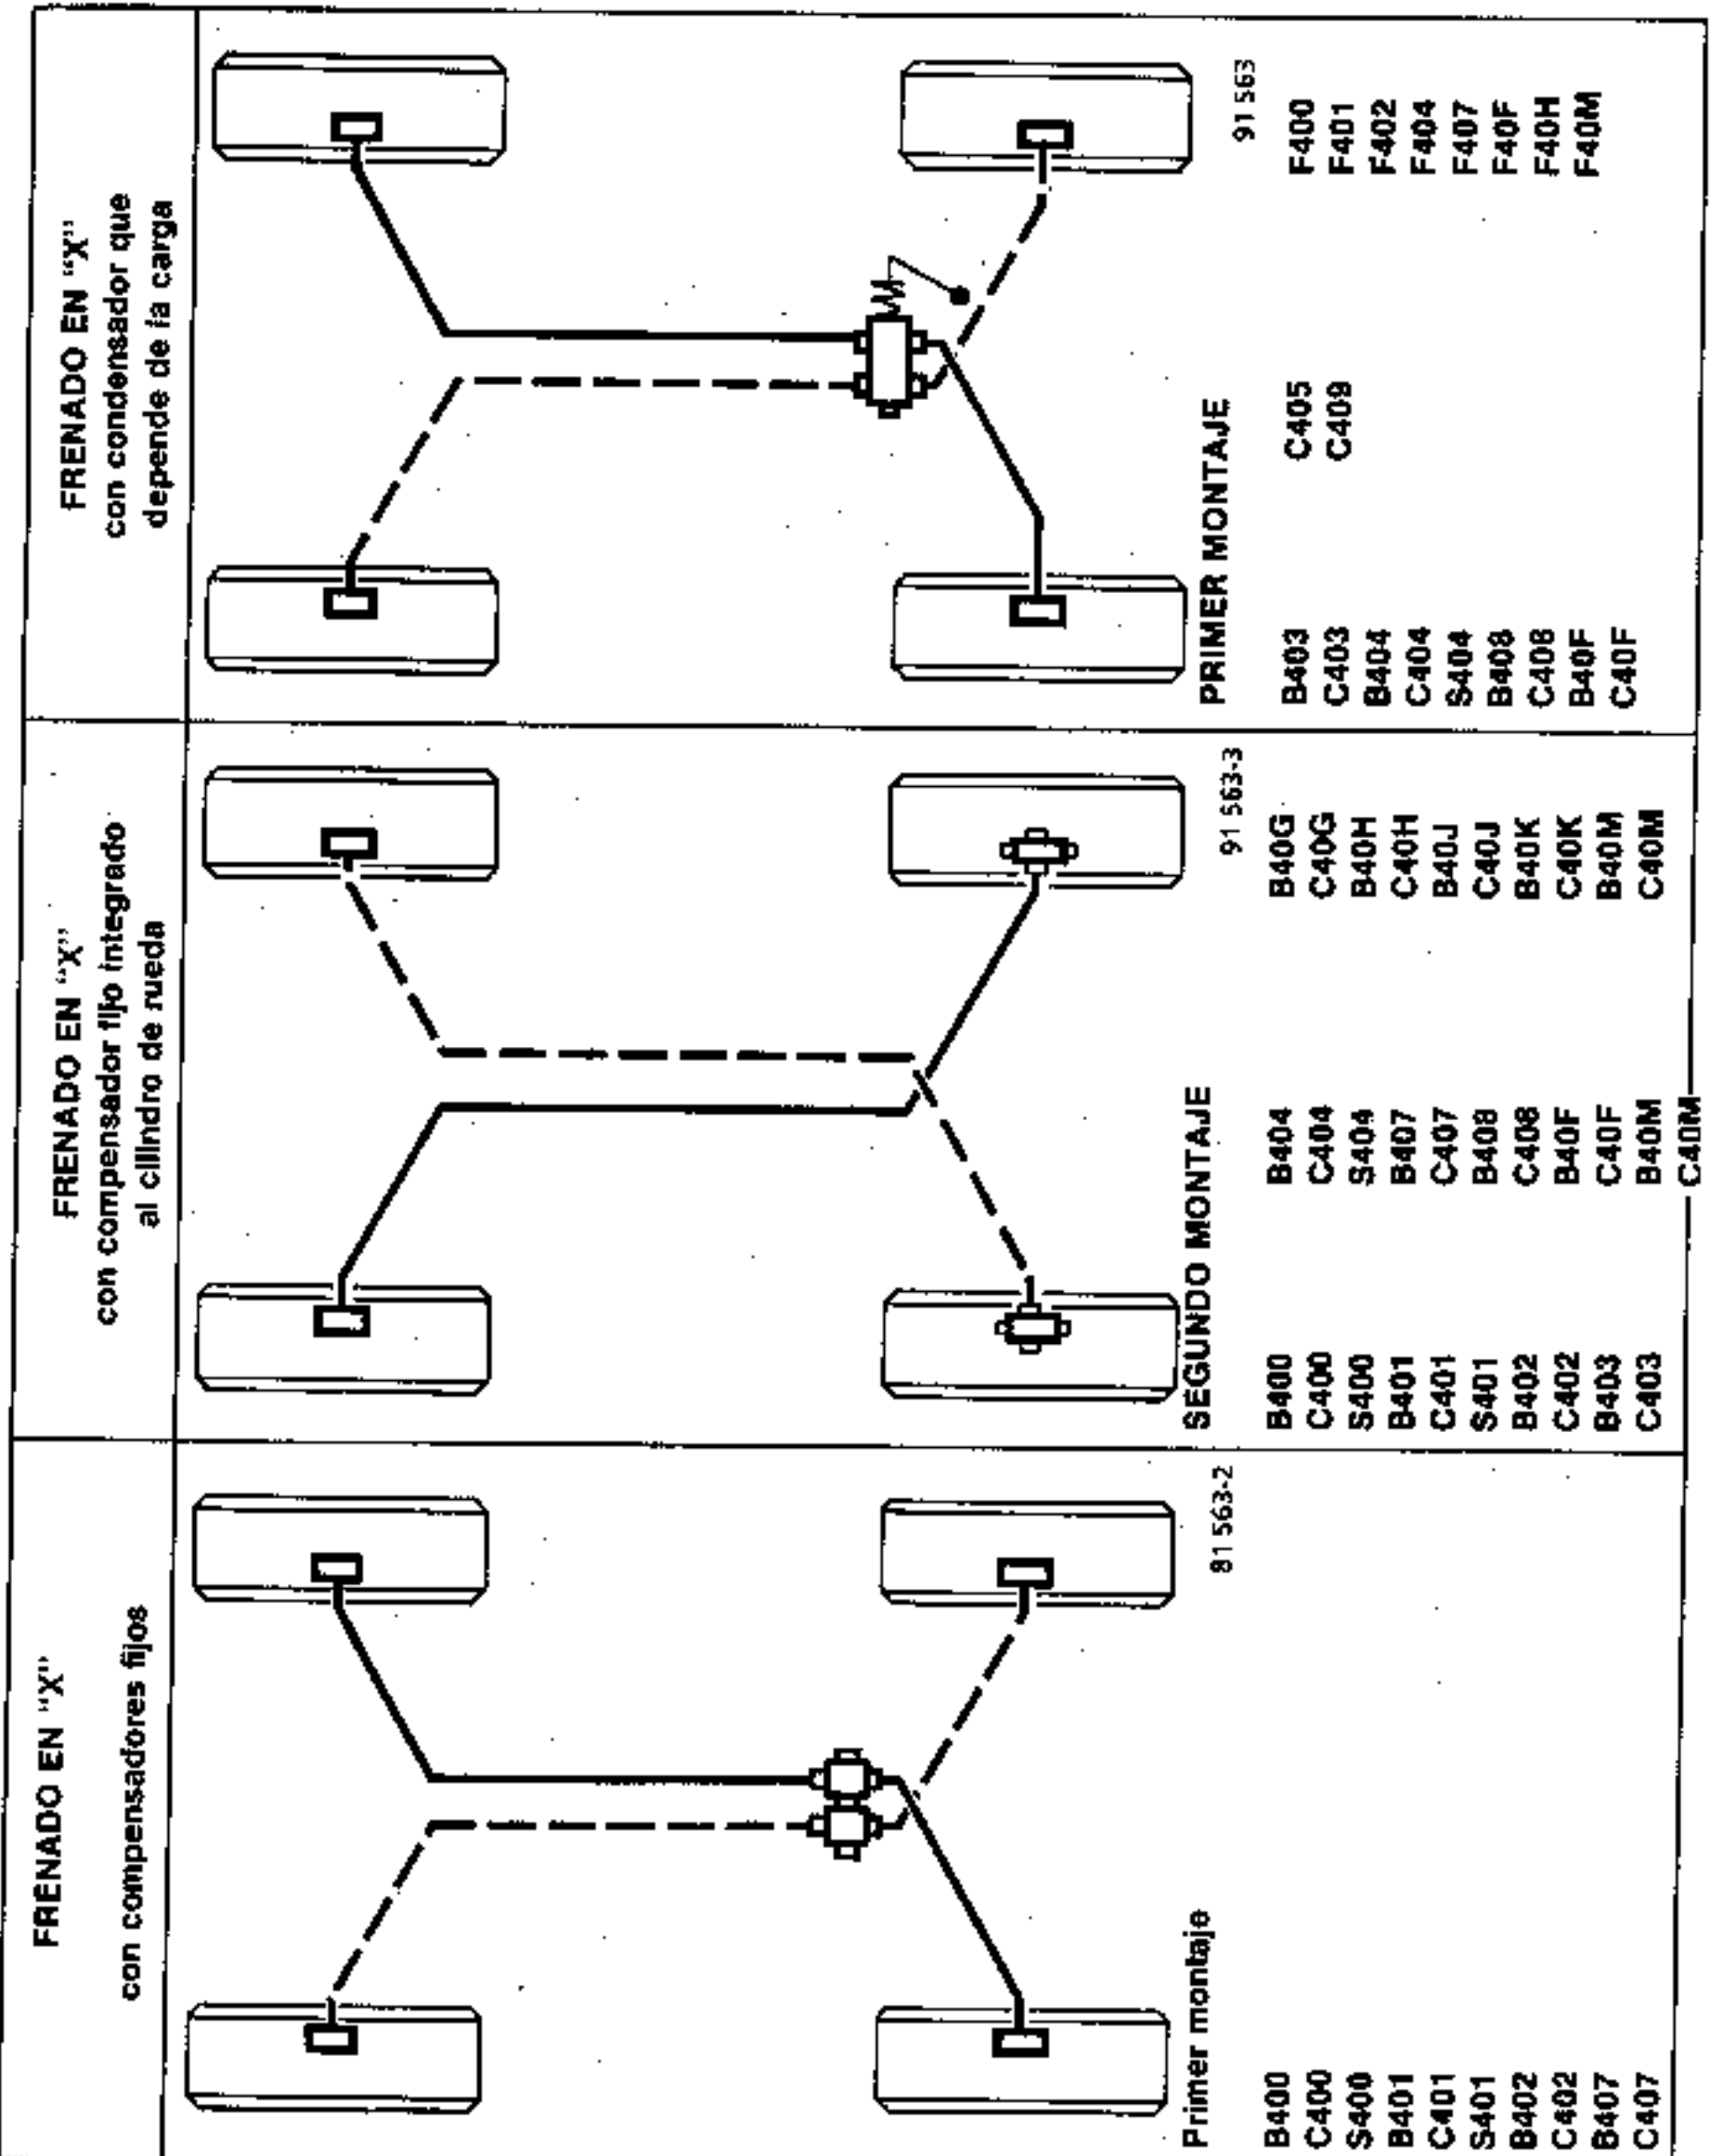 FRENADO EN "X"
con compensadores fijos
81 563-2
Primer montaje
B400
C400
S400
B401
C401
S401
B402
C402
B407
C407
FRENADO EN "X"
con compensador fijo integrado
al cilindro de rueda
91 563-3
SEGUNDO MONTAJE
B400 B404 B40G
C400 C404 C40G
S400 S404 B40H
B401 B407 C40H
C401 C407 B40J
S401 B408 C40J
B402 C408 B40K
C402 B40F C40K
B403 C40F B40M
C403 B40M C40M
C40M
FRENADO EN "X"
con condensador que
depende de la carga
91 563
PRIMER MONTAJE
B403 C405 F400
C403 C409 F401
B404 F402
C404 F404
S404 F407
B408 F40F
C408 F40H
B40F F40M
C40F